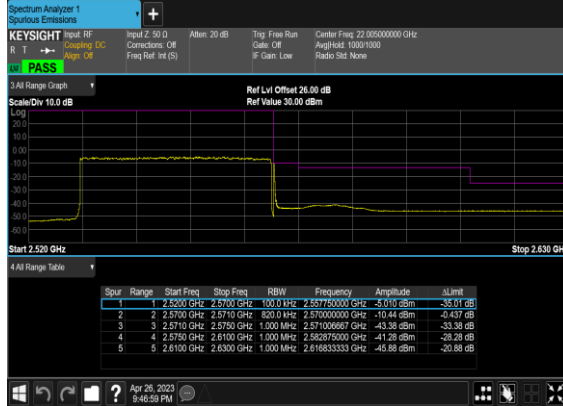 Spectrum Analyzer 1
Spurious Emissions
+
KEYSIGHT Input: RF Input Z: 50 Ω Atten: 20 dB Trig: Free Run Center Freq: 22.005000000 GHz
R T Coupling: DC Corrections: Off Gate: Off Avg|Hold: 1000/1000
Align: Off Freq Ref: Int (S) IF Gain: Low Radio Std: None
PASS
3 All Range Graph
Ref Lvl Offset 26.00 dB
Scale/Div 10.0 dB Ref Value 30.00 dBm
Log
20.0
10.0
0.00
-10.0
-20.0
-30.0
-40.0
-50.0
-60.0
Start 2.520 GHz Stop 2.630 GH
4 All Range Table
Spur Range Start Freq Stop Freq RBW Frequency Amplitude ΔLimit
1 1 2.5200 GHz 2.5700 GHz 100.0 kHz 2.557750000 GHz -5.010 dBm -35.01 dB
2 2 2.5700 GHz 2.5710 GHz 820.0 kHz 2.570000000 GHz -10.44 dBm -0.437 dB
3 3 2.5710 GHz 2.5750 GHz 1.000 MHz 2.571006667 GHz -43.38 dBm -33.38 dB
4 4 2.5750 GHz 2.6100 GHz 1.000 MHz 2.582875000 GHz -41.28 dBm -28.28 dB
5 5 2.6100 GHz 2.6300 GHz 1.000 MHz 2.616833333 GHz -45.88 dBm -20.88 dB
? Apr 26, 2023
9:46:59 PM